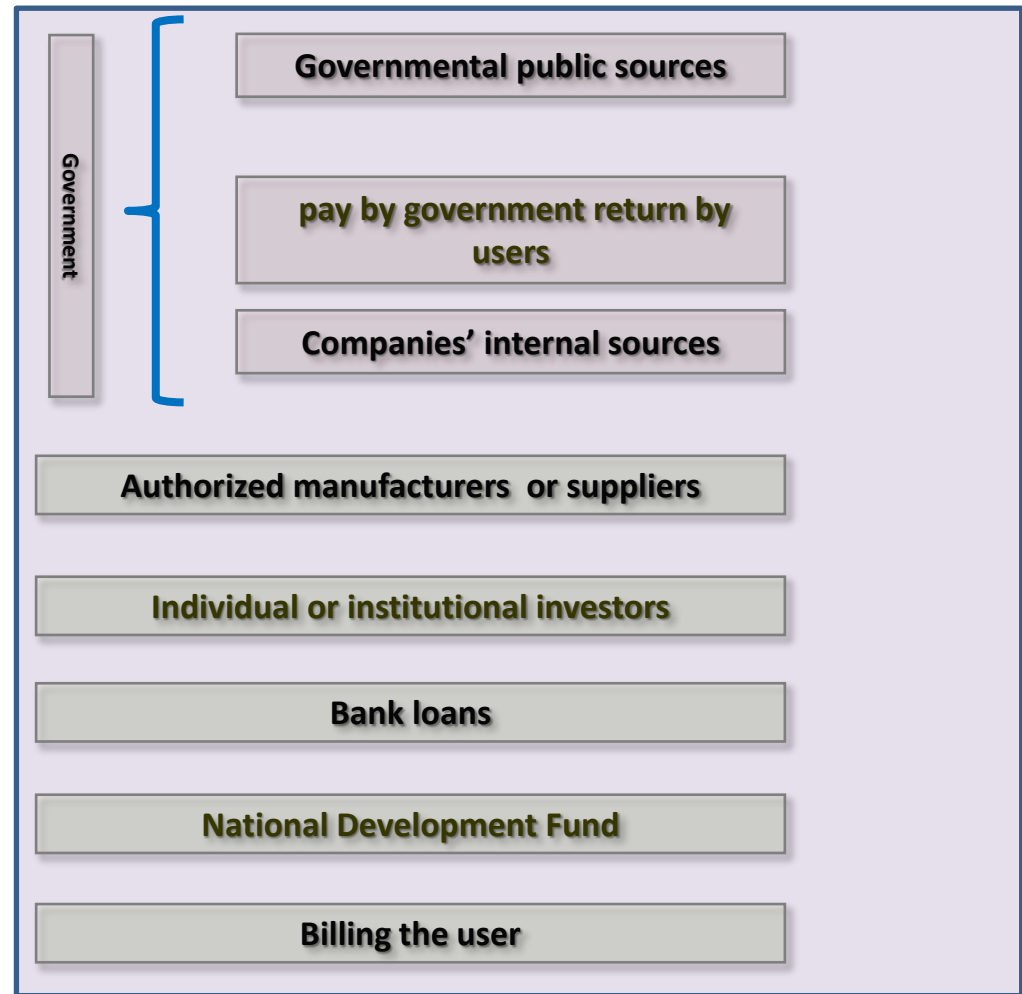 Government
Governmental public sources
pay by government return by
users
Companies’ internal sources
Authorized manufacturers or suppliers
Individual or institutional investors
Bank loans
National Development Fund
Billing the user